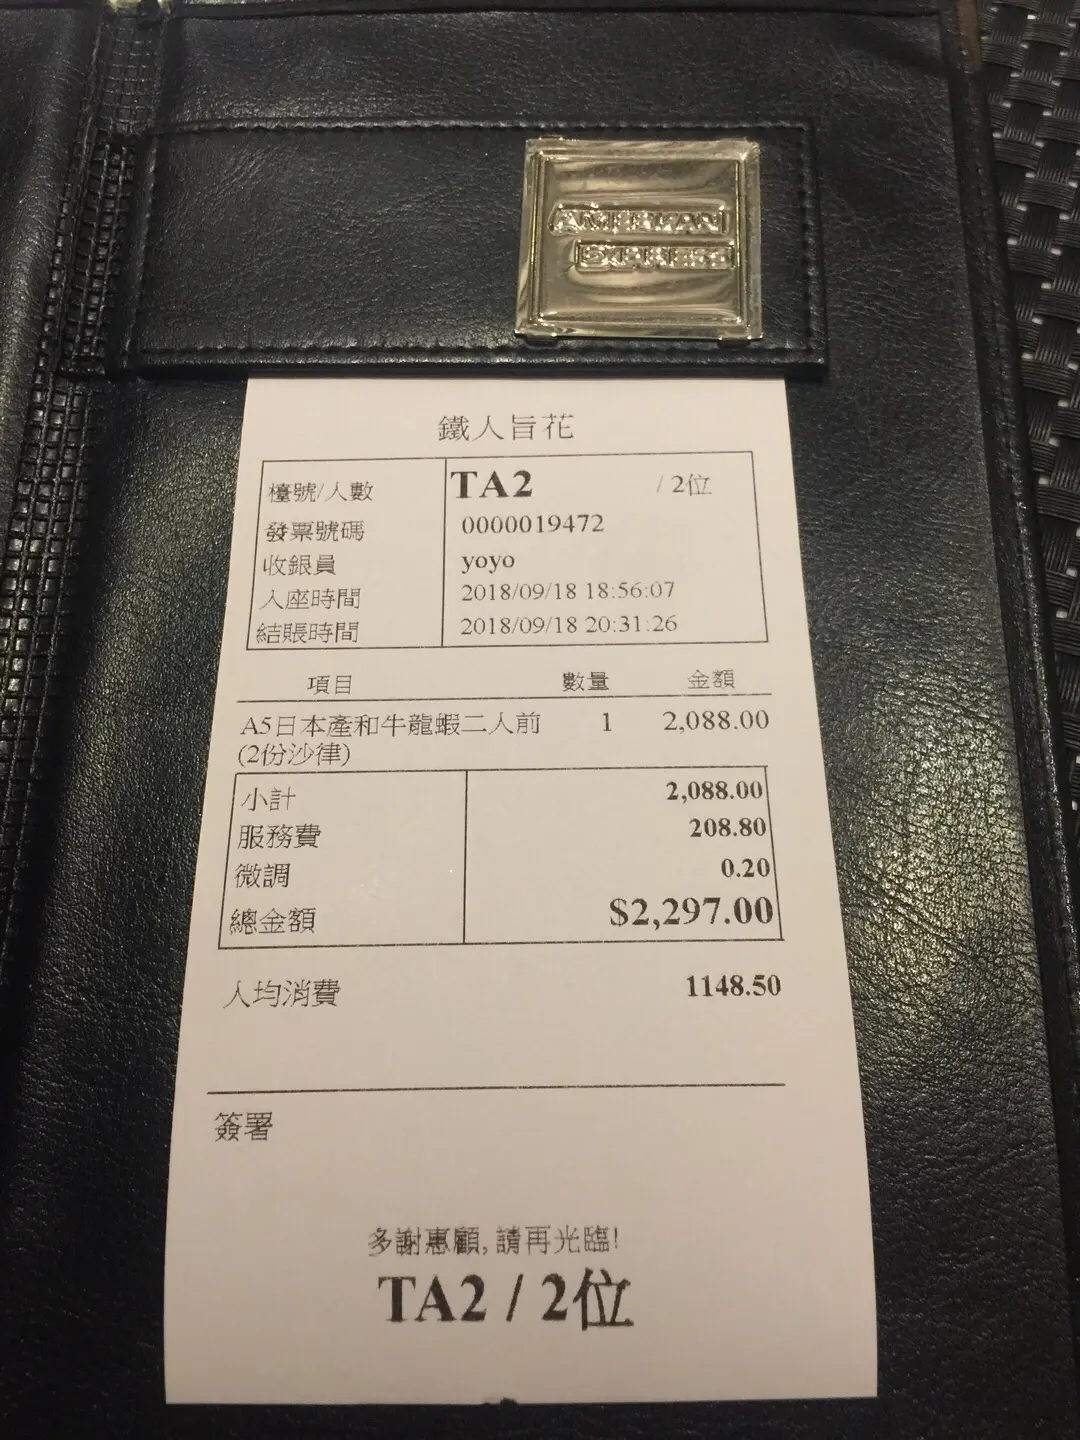 AMERICAN
EXPRESS
鐵人旨花
檯號/人數 TA2 / 2位
發票號碼 0000019472
收銀員 yoyo
入座時間 2018/09/18 18:56:07
結賬時間 2018/09/18 20:31:26
項目 數量 金額
A5日本產和牛龍蝦二人前 1 2,088.00
(2份沙律)
小計 2,088.00
服務費 208.80
微調 0.20
總金額 $2,297.00
人均消費 1148.50
簽署
多謝惠顧, 請再光臨!
TA2 / 2位